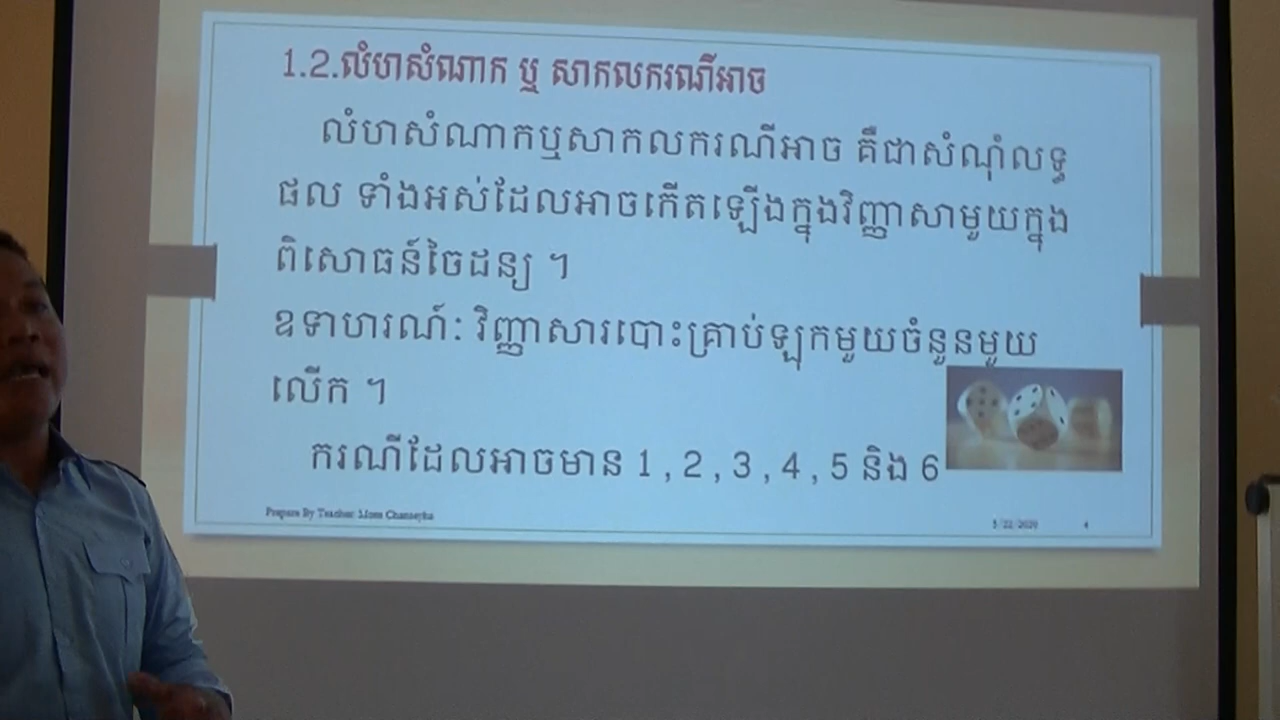 1.2.លំហសំណាក ឬ សាកលករណីអាច
លំហសំណាកឬសាកលករណីអាច គឺជាសំណុំលទ្ធ
ផល ទាំងអស់ដែលអាចកើតឡើងក្នុងវិញ្ញាសាមួយក្នុង
ពិសោធន៍ចៃដន្យ ។
ឧទាហរណ៍: វិញ្ញាសារបោះគ្រាប់ឡុកមួយចំនួនមួយ
លើក ។
ករណីដែលអាចមាន 1 , 2 , 3 , 4 , 5 និង 6
Prepare By Teacher:
5/22/2020 4